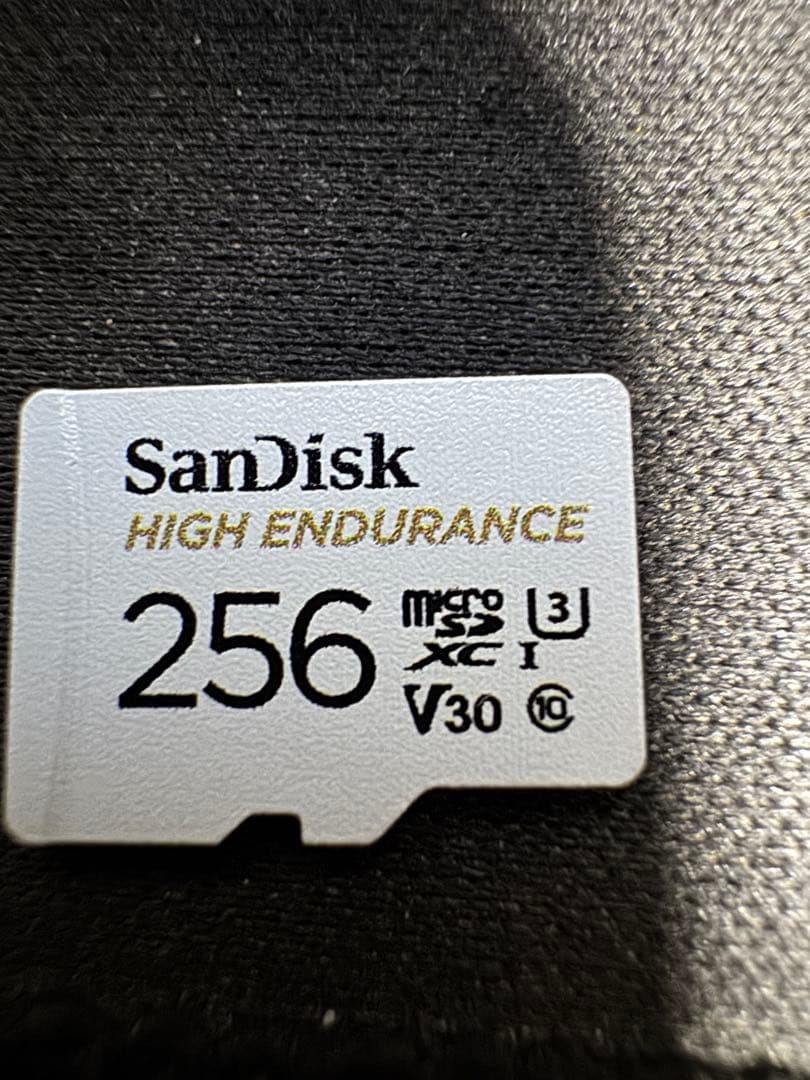 SanDisk
HIGH ENDURANCE
256
micro SD XC I
U3
V30
10